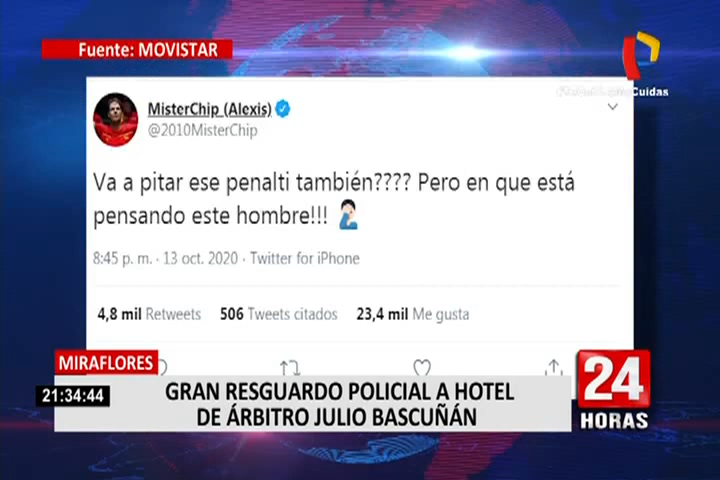 Fuente: MOVISTAR
MisterChip (Alexis)
@2010MisterChip
Va a pitar ese penalti también???? Pero en que está
pensando este hombre!!!
8:45 p. m. · 13 oct. 2020 · Twitter for iPhone
4,8 mil Retweets 506 Tweets citados 23,4 mil Me gusta
MIRAFLORES
21:34:44
GRAN RESGUARDO POLICIAL A HOTEL
DE ÁRBITRO JULIO BASCUÑÁN
24
HORAS